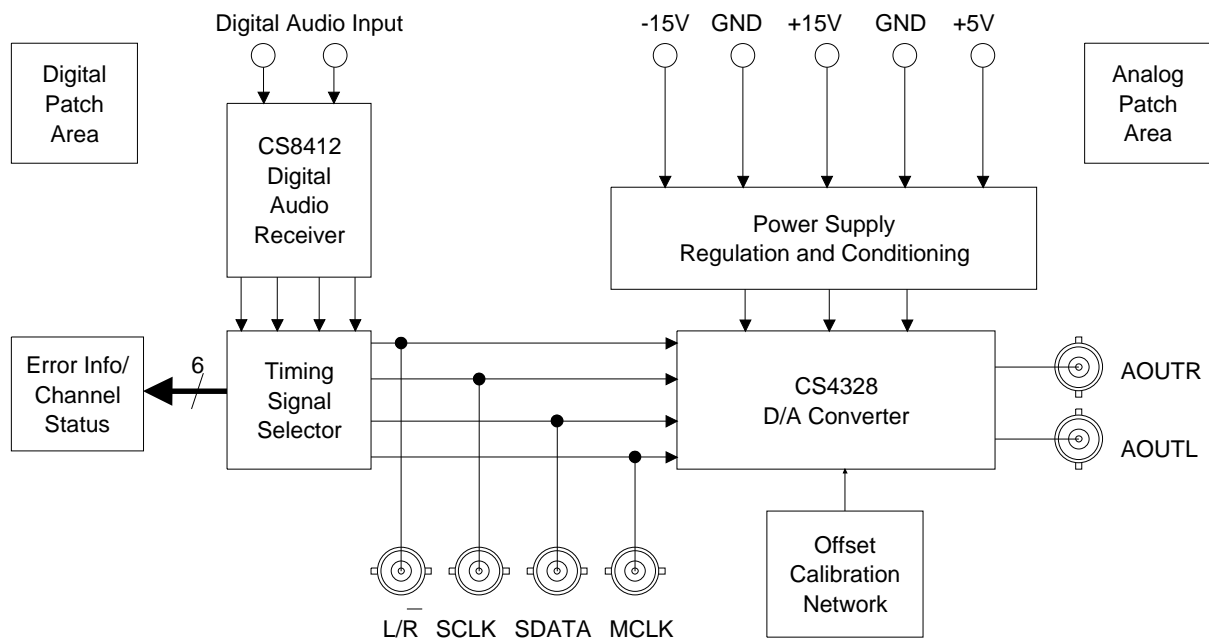 Digital Audio Input
-15V GND +15V GND +5V
Digital
Patch
Area
Analog
Patch
Area
CS8412
Digital
Audio
Receiver
Power Supply
Regulation and Conditioning
Error Info/
Channel
Status
6
Timing
Signal
Selector
CS4328
D/A Converter
AOUTR
AOUTL
Offset
Calibration
Network
L/R̅ SCLK SDATA MCLK